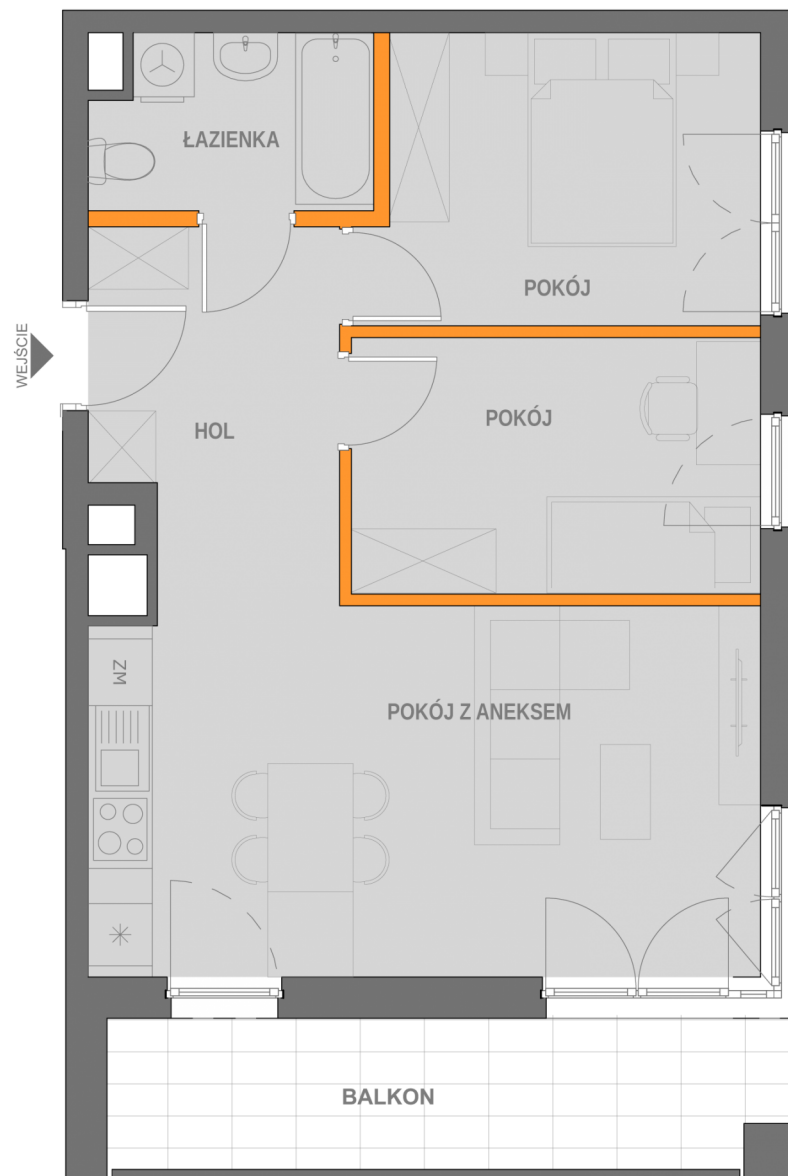 ŁAZIENKA
POKÓJ
WEJŚCIE
HOL
POKÓJ
ZM
POKÓJ Z ANEKSEM
BALKON